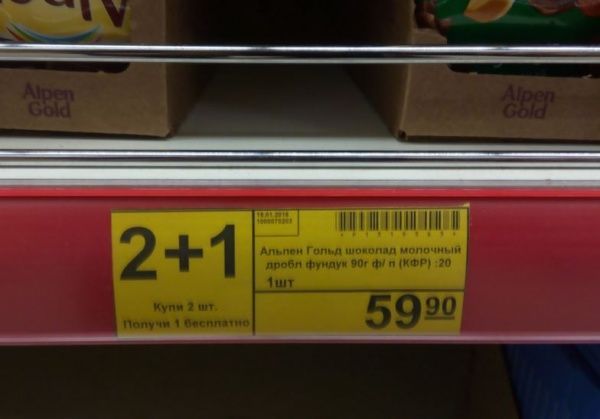 Alpen
Gold
Alpen
Gold
2+1
Купи 2 шт.
Получи 1 бесплатно
Альпен Гольд шоколад молочный
дробл фундук 90г ф/ п (КФР) :20
1шт
59 90